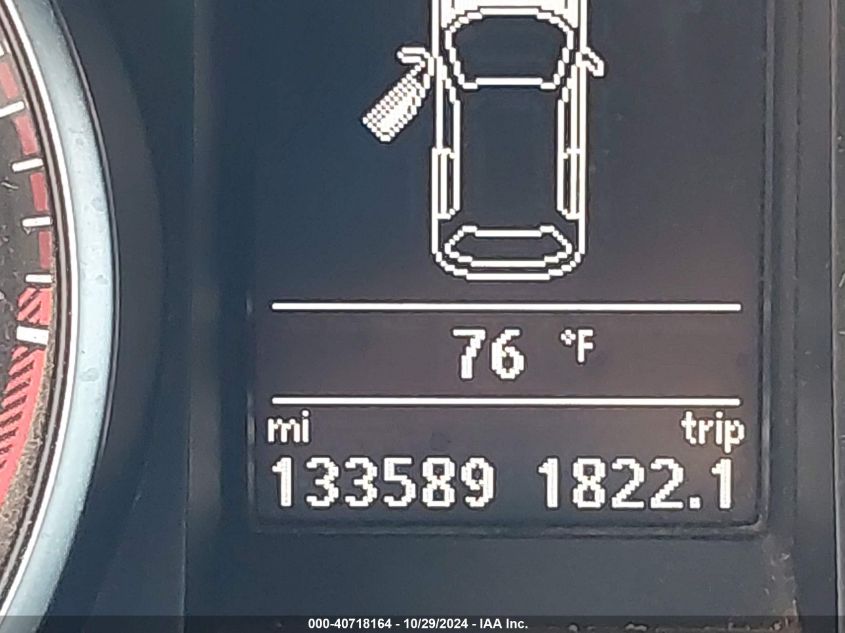 76 °F
mi trip
133589 1822.1
000-40718164 - 10/29/2024 - IAA Inc.